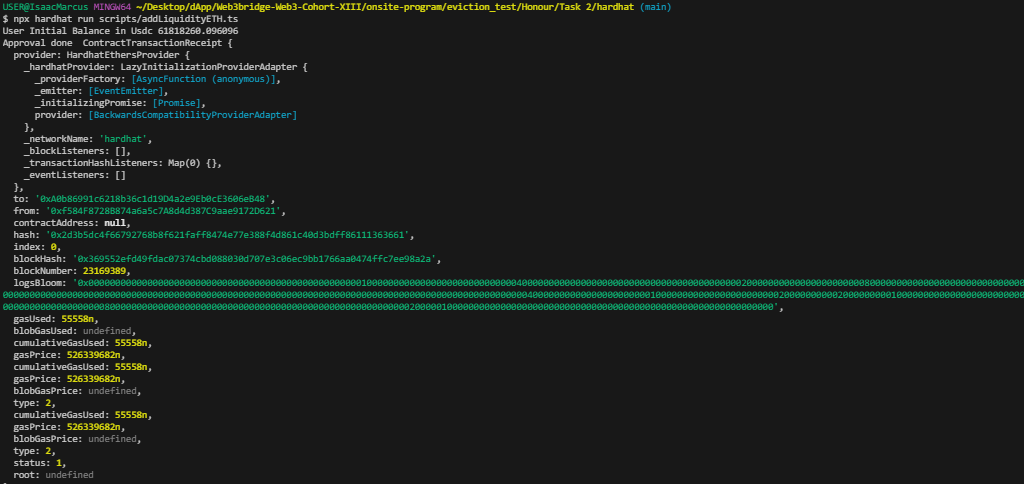 USER@IsaacMarcus MINGW64 ~/Desktop/dApp/Web3bridge-Web3-Cohort-XIII/onsite-program/eviction_test/Honour/Task 2/hardhat (main)
$ npx hardhat run scripts/addLiquidityETH.ts
User Initial Balance in Usdc 61818260.096096
Approval done  ContractTransactionReceipt {
  provider: HardhatEthersProvider {
    _hardhatProvider: LazyInitializationProviderAdapter {
      _providerFactory: [AsyncFunction (anonymous)],
      _emitter: [EventEmitter],
      _initializingPromise: [Promise],
      provider: [BackwardsCompatibilityProviderAdapter]
    },
    _networkName: 'hardhat',
    _blockListeners: [],
    _transactionHashListeners: Map(0) {},
    _eventListeners: []
  },
  to: '0xA0b86991c6218b36c1d19D4a2e9Eb0cE3606eB48',
  from: '0xf584F8728B874a6a5c7A8d4d387C9aae9172D621',
  contractAddress: null,
  hash: '0x2d3b5dc4f66792768b8f621faff8474e77e388f4d861c40d3bdff86111363661',
  index: 0,
  blockHash: '0x369552efd49fdac07374cbd088030d707e3c06ec9bb1766aa0474ffc7ee98a2a',
  blockNumber: 23169389,
  logsBloom:
  gasUsed: 55558n,
  blobGasUsed: undefined,
  cumulativeGasUsed: 55558n,
  gasPrice: 526339682n,
  cumulativeGasUsed: 55558n,
  gasPrice: 526339682n,
  blobGasPrice: undefined,
  type: 2,
  cumulativeGasUsed: 55558n,
  gasPrice: 526339682n,
  blobGasPrice: undefined,
  type: 2,
  status: 1,
  root: undefined